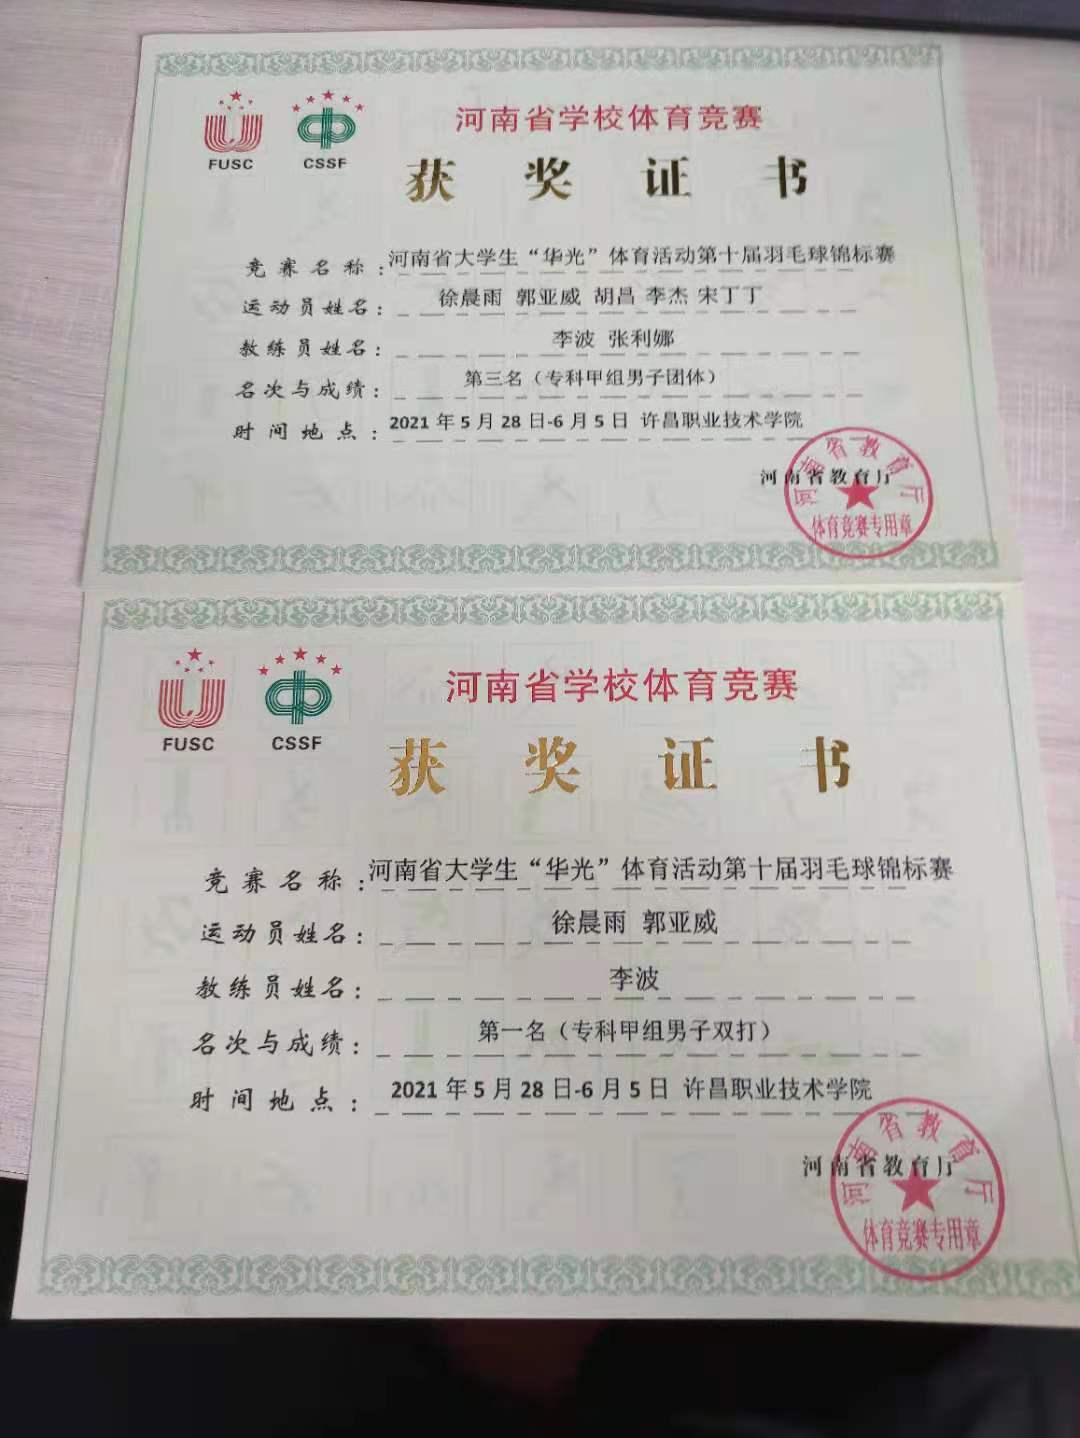 FUSC
CSSF
河南省学校体育竞赛
获奖证书
竞赛名称：河南省大学生“华光”体育活动第十届羽毛球锦标赛
运动员姓名：徐晨雨 郭亚威 胡昌 李杰 宋丁丁
教练员姓名：李波 张利娜
名次与成绩：第三名（专科甲组男子团体）
时间地点：2021年5月28日-6月5日 许昌职业技术学院
河南省教育厅
河南省教育厅
体育竞赛专用章
FUSC
CSSF
河南省学校体育竞赛
获奖证书
竞赛名称：河南省大学生“华光”体育活动第十届羽毛球锦标赛
运动员姓名：徐晨雨 郭亚威
教练员姓名：李波
名次与成绩：第一名（专科甲组男子双打）
时间地点：2021年5月28日-6月5日 许昌职业技术学院
河南省教育厅
河南省教育厅
体育竞赛专用章